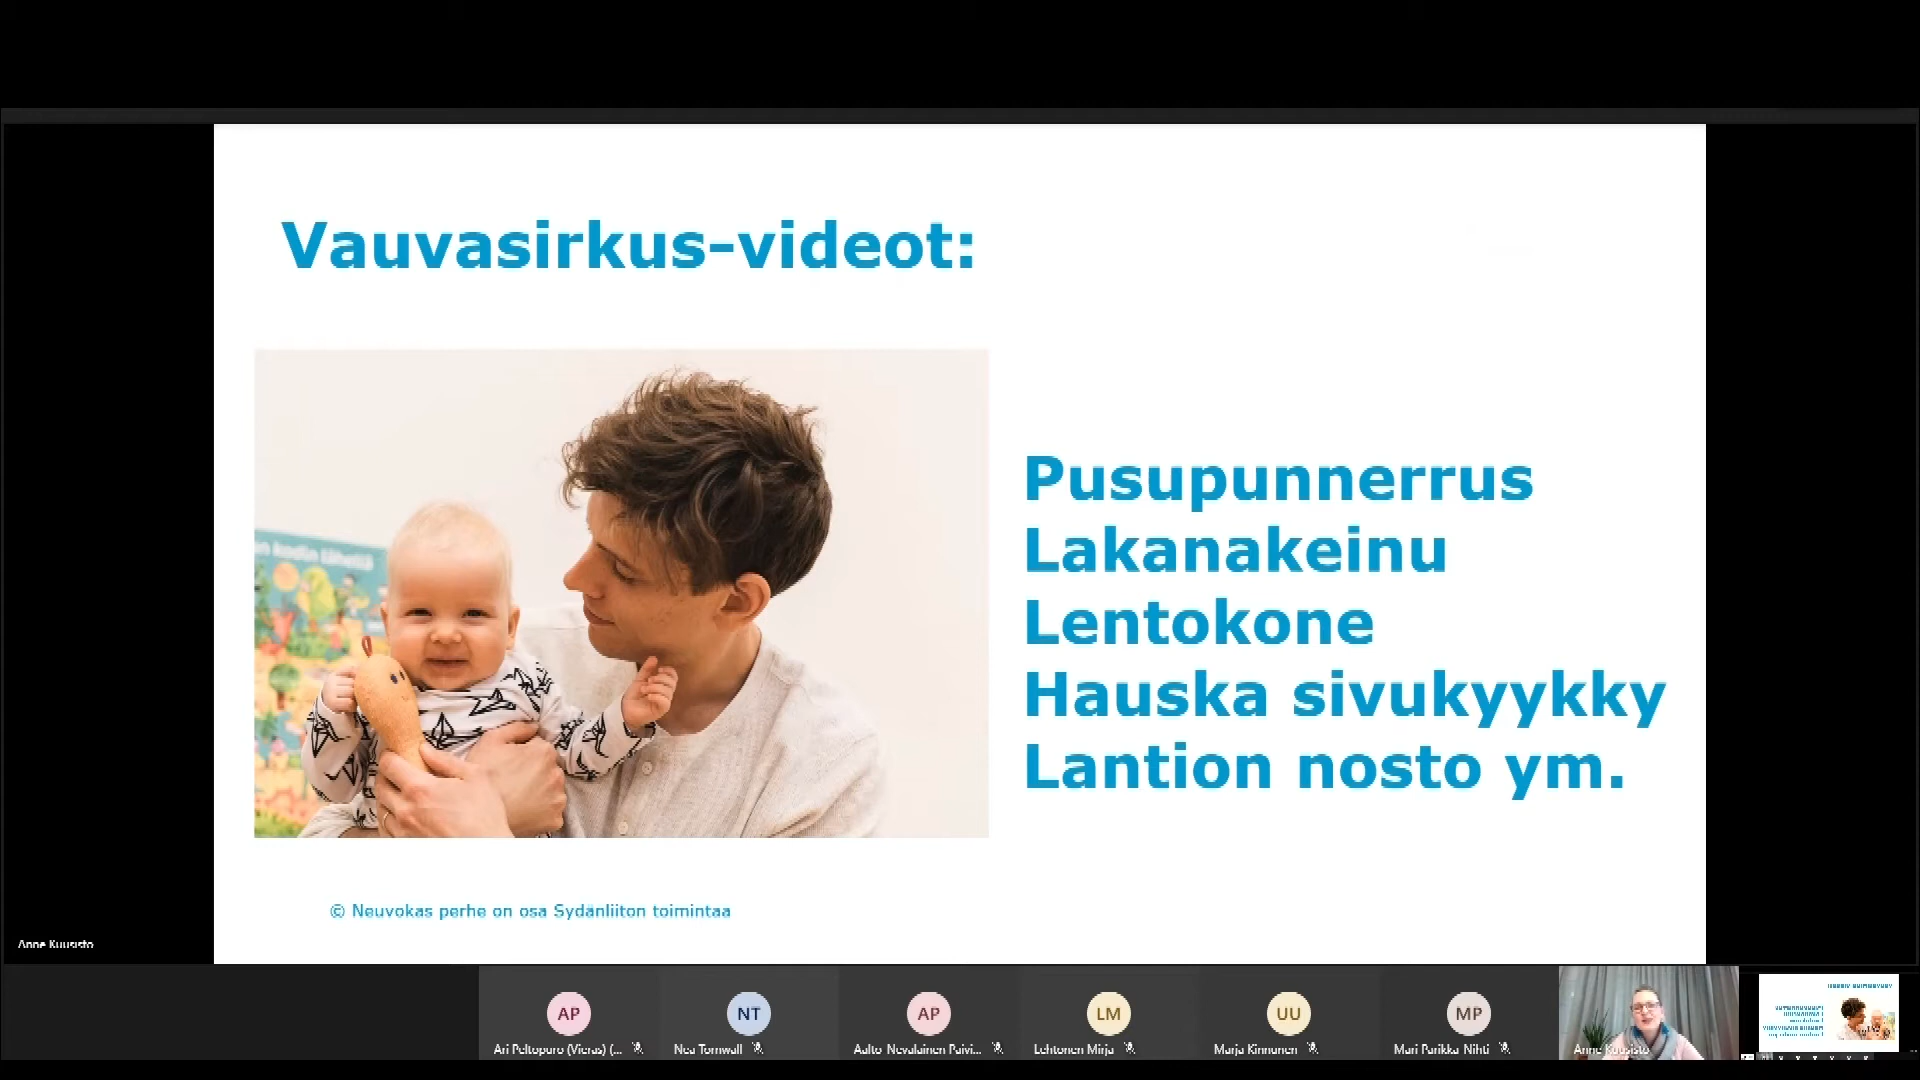 Vauvasirkus-videot:
Pusupunnerrus
Lakanakeinu
Lentokone
Hauska sivukyykky
Lantion nosto ym.
© Neuvokas perhe on osa Sydänliiton toimintaa
Anne Kuusisto
AP
NT
AP
LM
UU
MP
Ari Peltopuro (Vieras) (...
Nea Tornwall
Aalto-Nevalainen Paivi...
Lehtonen Mirja
Marja Kinnunen
Mari Parikka-Nihti
Anne Kuusisto